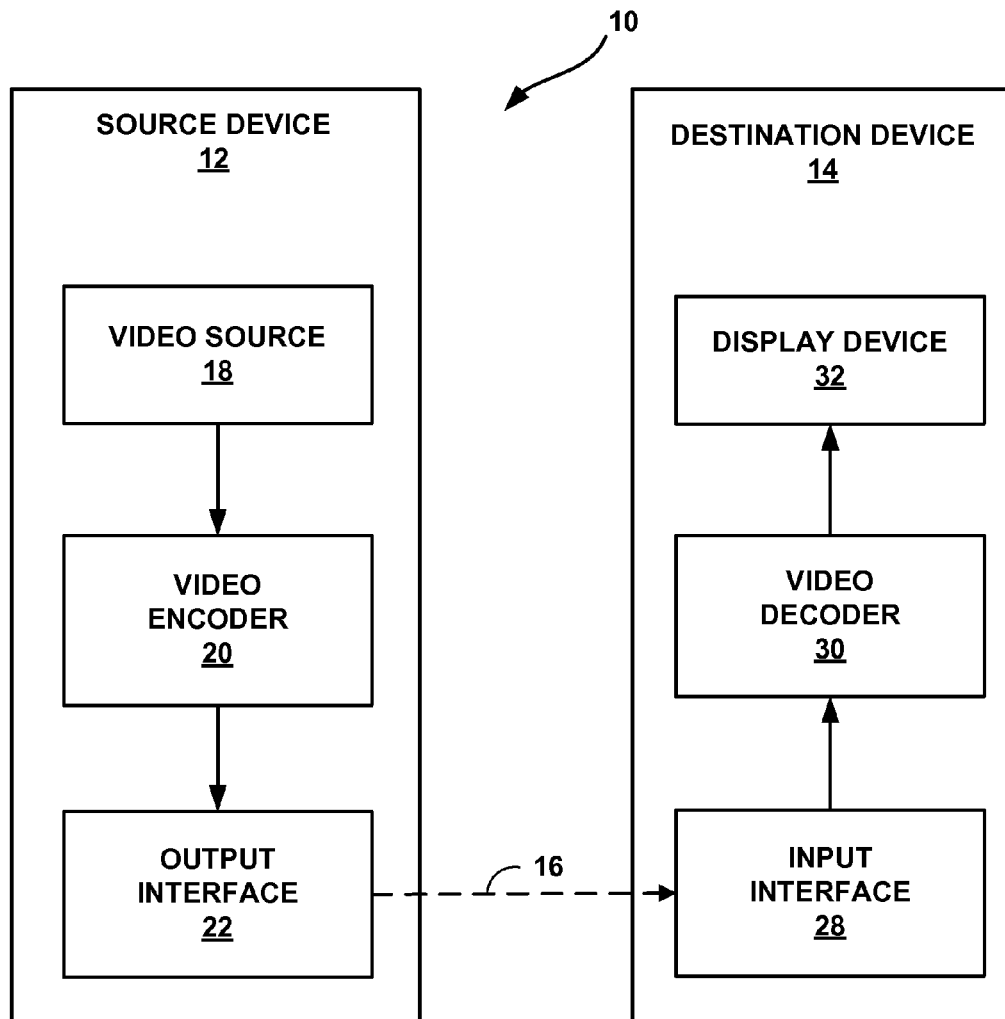 10
SOURCE DEVICE
12
VIDEO SOURCE
18
VIDEO
ENCODER
20
OUTPUT
INTERFACE
22
16
DESTINATION DEVICE
14
DISPLAY DEVICE
32
VIDEO
DECODER
30
INPUT
INTERFACE
28